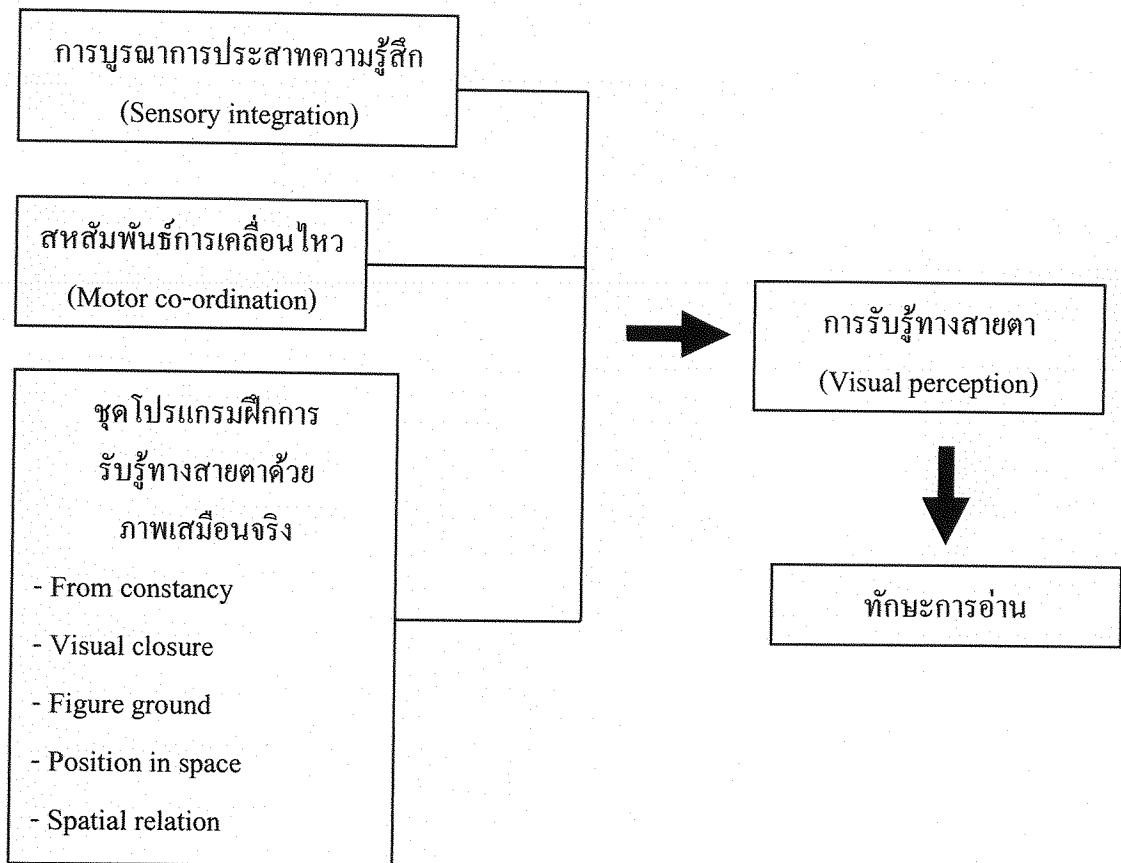 การบูรณาการประสาทความรู้สึก
(Sensory integration)
สหสัมพันธ์การเคลื่อนไหว
(Motor co-ordination)
ชุดโปรแกรมฝึกการ
รับรู้ทางสายตาด้วย
ภาพเสมือนจริง
- From constancy
- Visual closure
- Figure ground
- Position in space
- Spatial relation
การรับรู้ทางสายตา
(Visual perception)
ทักษะการอ่าน